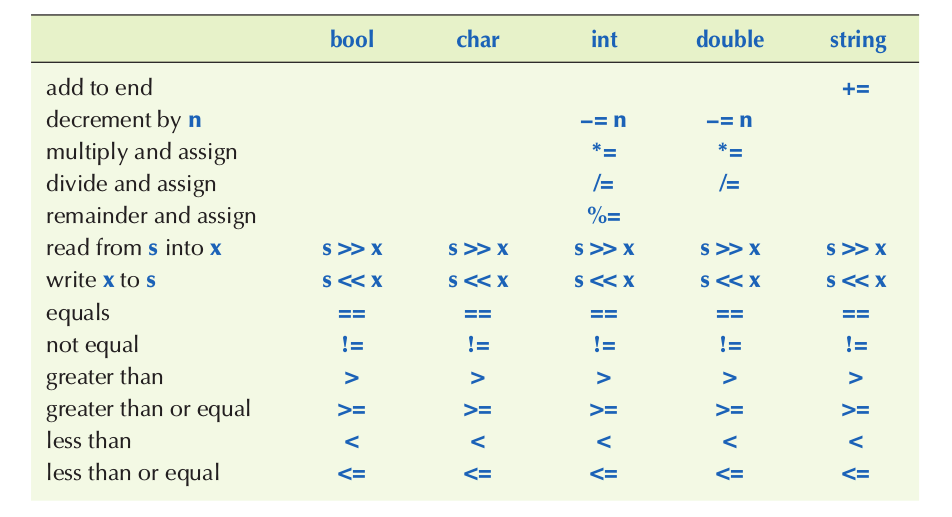 bool char int double string
add to end +=
decrement by n –= n –= n
multiply and assign *= *=
divide and assign /= /=
remainder and assign %=
read from s into x s >> x s >> x s >> x s >> x s >> x
write x to s s << x s << x s << x s << x s << x
equals == == == == ==
not equal != != != != !=
greater than > > > > >
greater than or equal >= >= >= >= >=
less than < < < < <
less than or equal <= <= <= <= <=